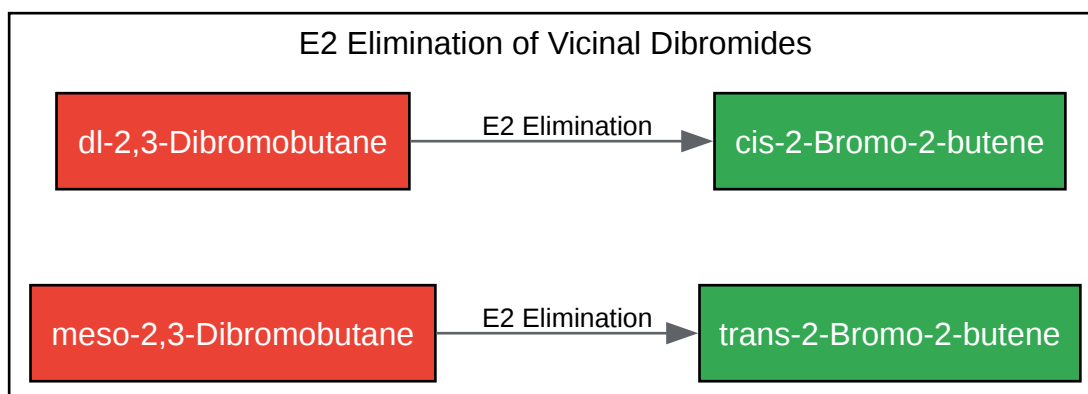 E2 Elimination of Vicinal Dibromides
dl-2,3-Dibromobutane
E2 Elimination
cis-2-Bromo-2-butene
meso-2,3-Dibromobutane
E2 Elimination
trans-2-Bromo-2-butene